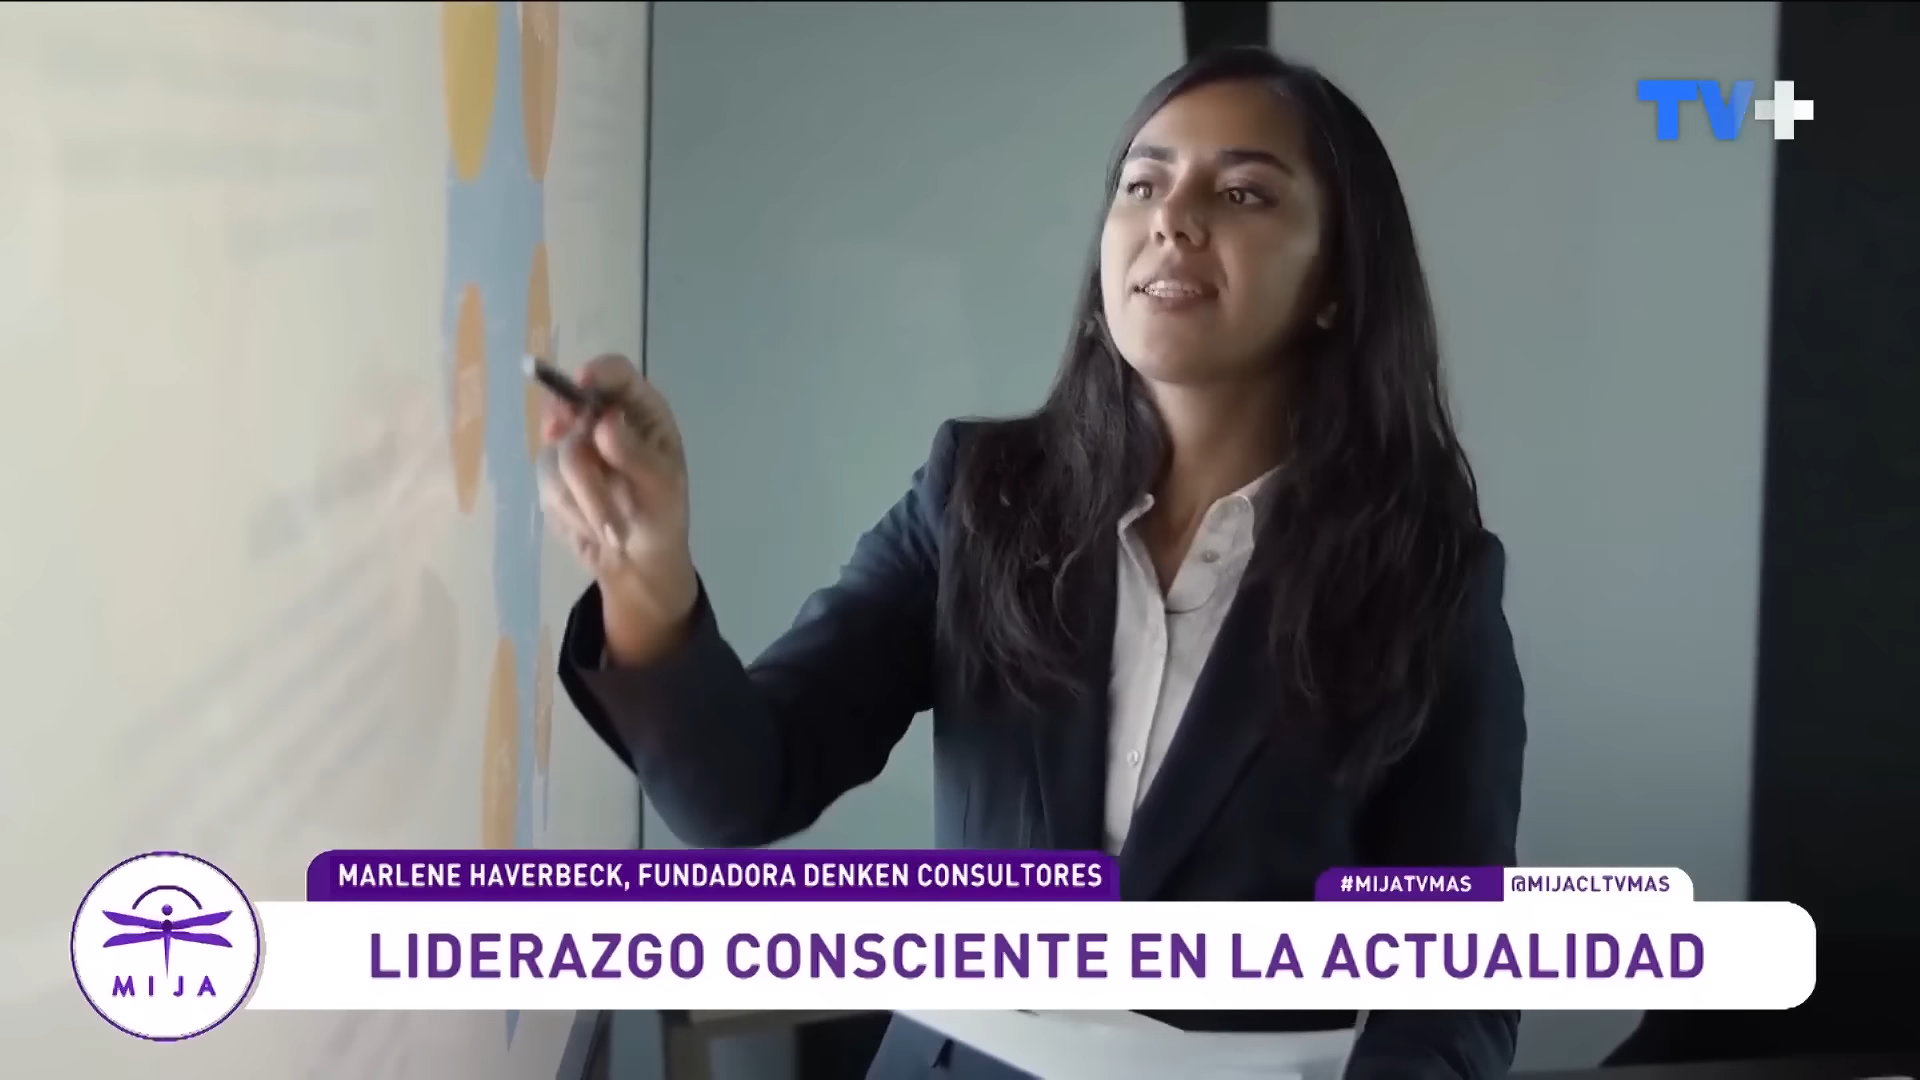 TV+
MARLENE HAVERBECK, FUNDADORA DENKEN CONSULTORES
#MIJATVMAS
@MIJACLTVMAS
MIJA
LIDERAZGO CONSCIENTE EN LA ACTUALIDAD